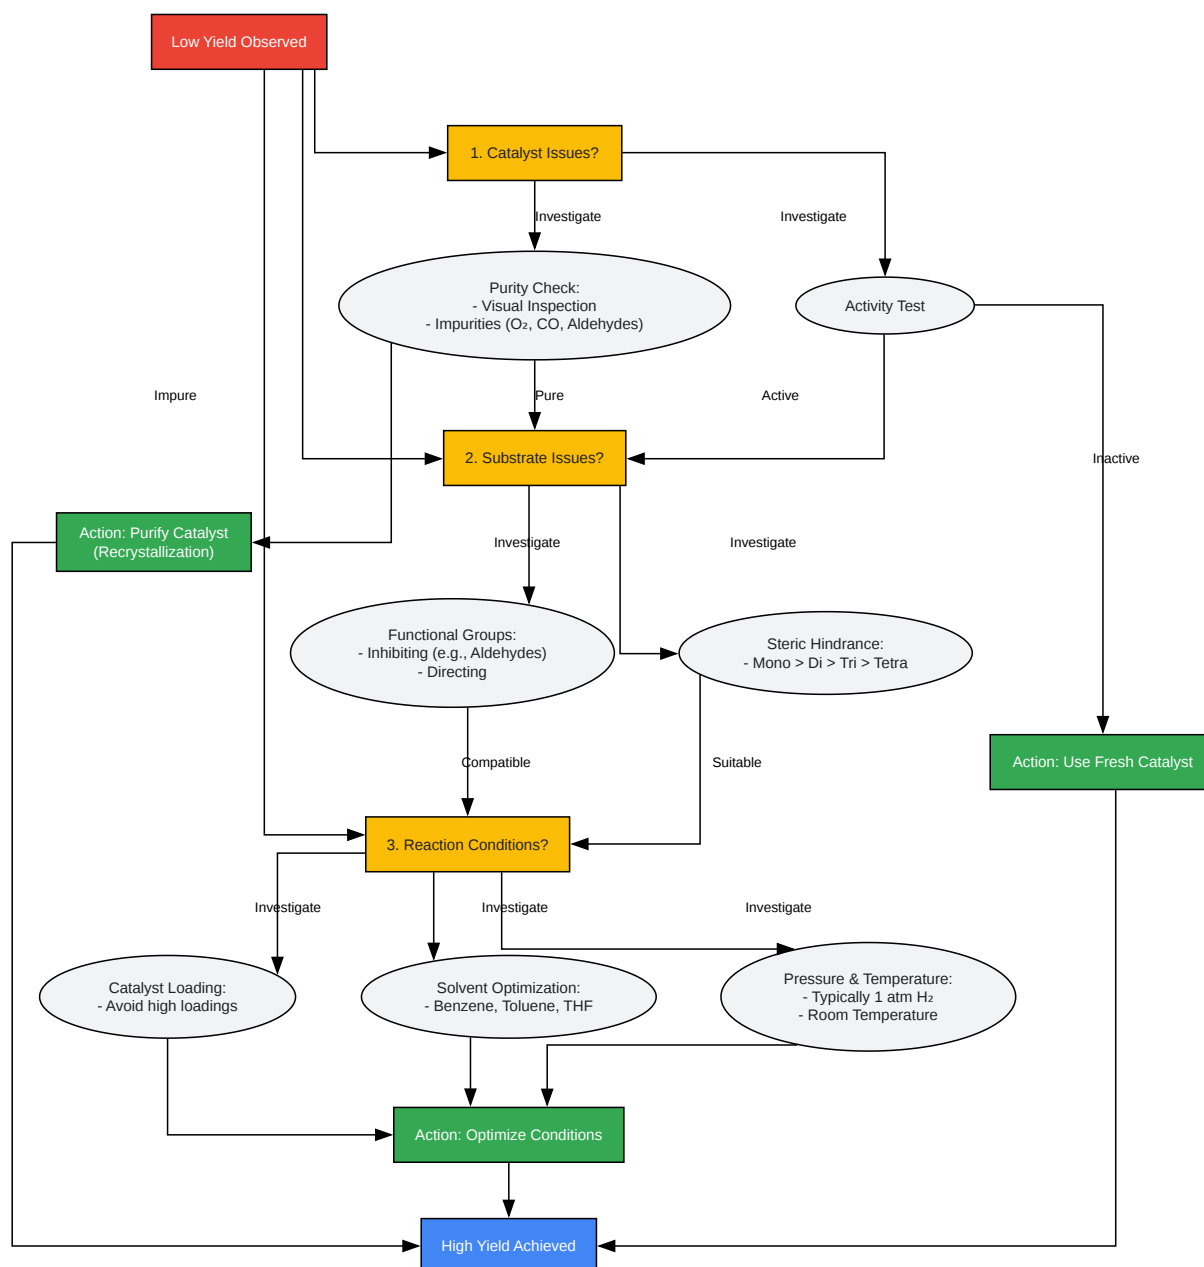 Low Yield Observed
1. Catalyst Issues?
Investigate
Investigate
Purity Check:
- Visual Inspection
- Impurities (O₂, CO, Aldehydes)
Activity Test
Impure
Pure
Active
2. Substrate Issues?
Inactive
Action: Purify Catalyst
(Recrystallization)
Investigate
Investigate
Functional Groups:
- Inhibiting (e.g., Aldehydes)
- Directing
Steric Hindrance:
- Mono > Di > Tri > Tetra
Compatible
Suitable
Action: Use Fresh Catalyst
3. Reaction Conditions?
Investigate
Investigate
Investigate
Catalyst Loading:
- Avoid high loadings
Solvent Optimization:
- Benzene, Toluene, THF
Pressure & Temperature:
- Typically 1 atm H₂
- Room Temperature
Action: Optimize Conditions
High Yield Achieved